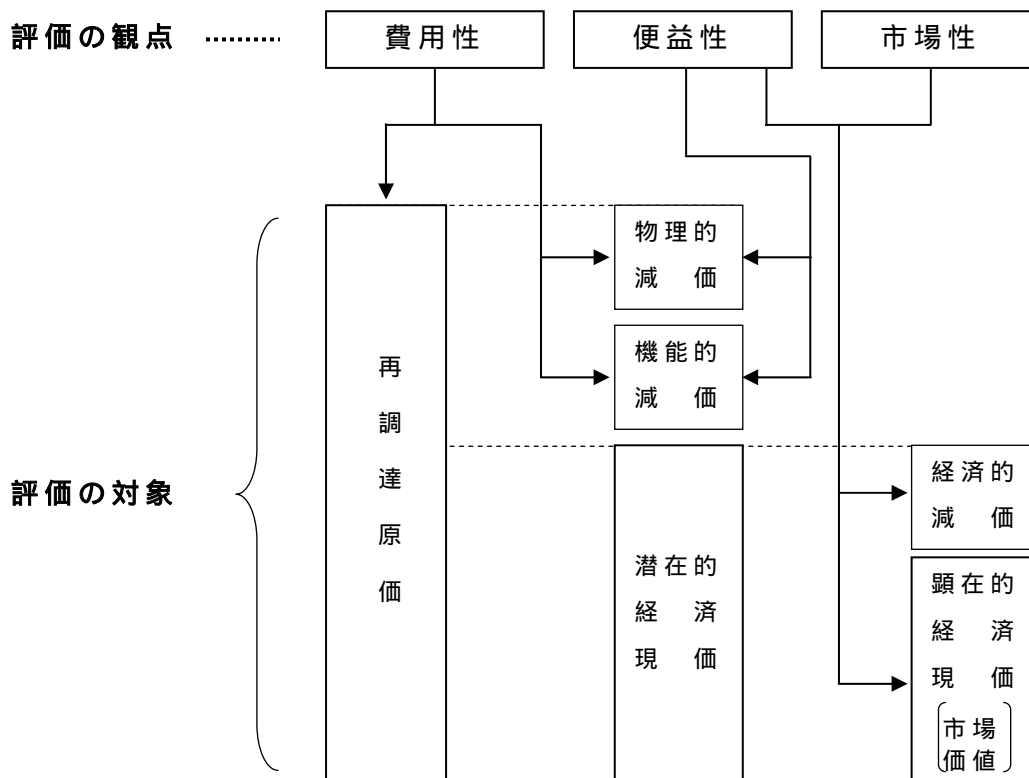 評価の観点
費用性
便益性
市場性
物理的
減価
機能的
減価
再調達原価
評価の対象
経済的
減価
潜在的
経済
現価
顕在的
経済
現価
市場
価値